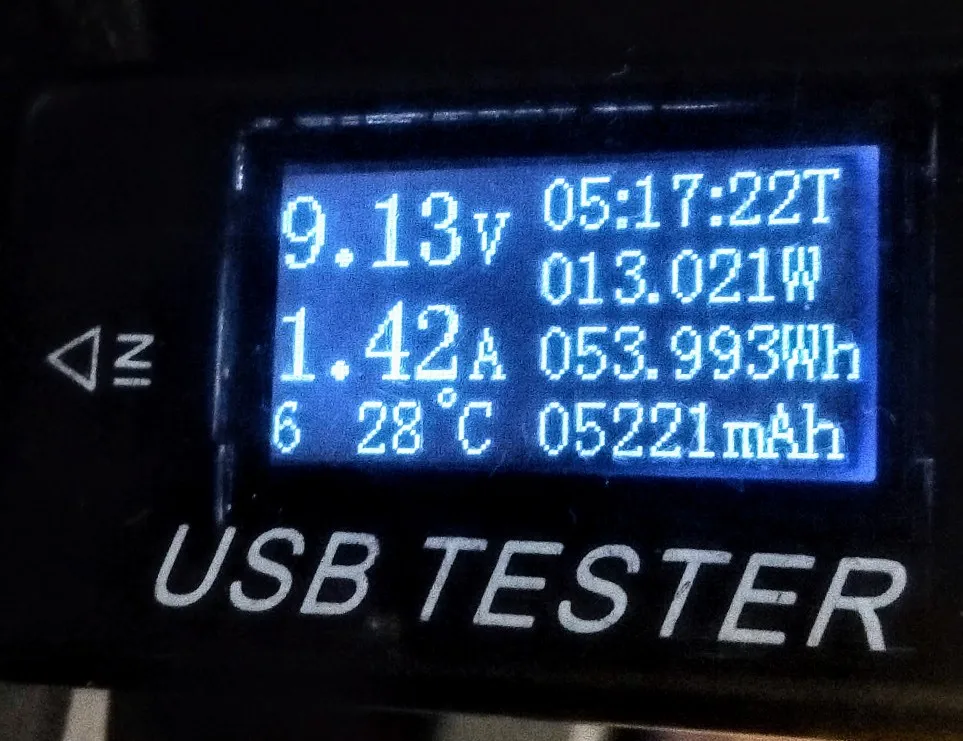 9.13V
1.42A
6 28°C
05:17:22T
013.021W
053.993Wh
05221mAh
IN
USB TESTER